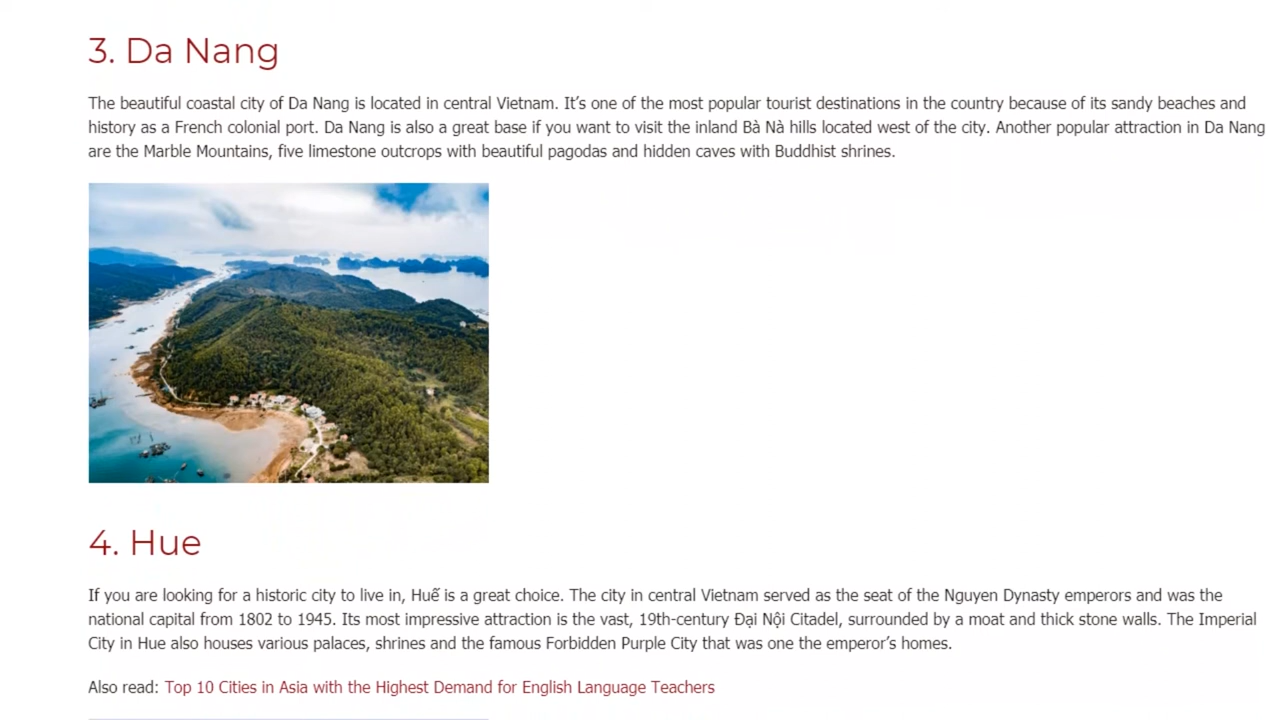 3. Da Nang
The beautiful coastal city of Da Nang is located in central Vietnam. It’s one of the most popular tourist destinations in the country because of its sandy beaches and
history as a French colonial port. Da Nang is also a great base if you want to visit the inland Bà Nà hills located west of the city. Another popular attraction in Da Nang
are the Marble Mountains, five limestone outcrops with beautiful pagodas and hidden caves with Buddhist shrines.
4. Hue
If you are looking for a historic city to live in, Huế is a great choice. The city in central Vietnam served as the seat of the Nguyen Dynasty emperors and was the
national capital from 1802 to 1945. Its most impressive attraction is the vast, 19th-century Đại Nội Citadel, surrounded by a moat and thick stone walls. The Imperial
City in Hue also houses various palaces, shrines and the famous Forbidden Purple City that was one the emperor’s homes.
Also read: Top 10 Cities in Asia with the Highest Demand for English Language Teachers